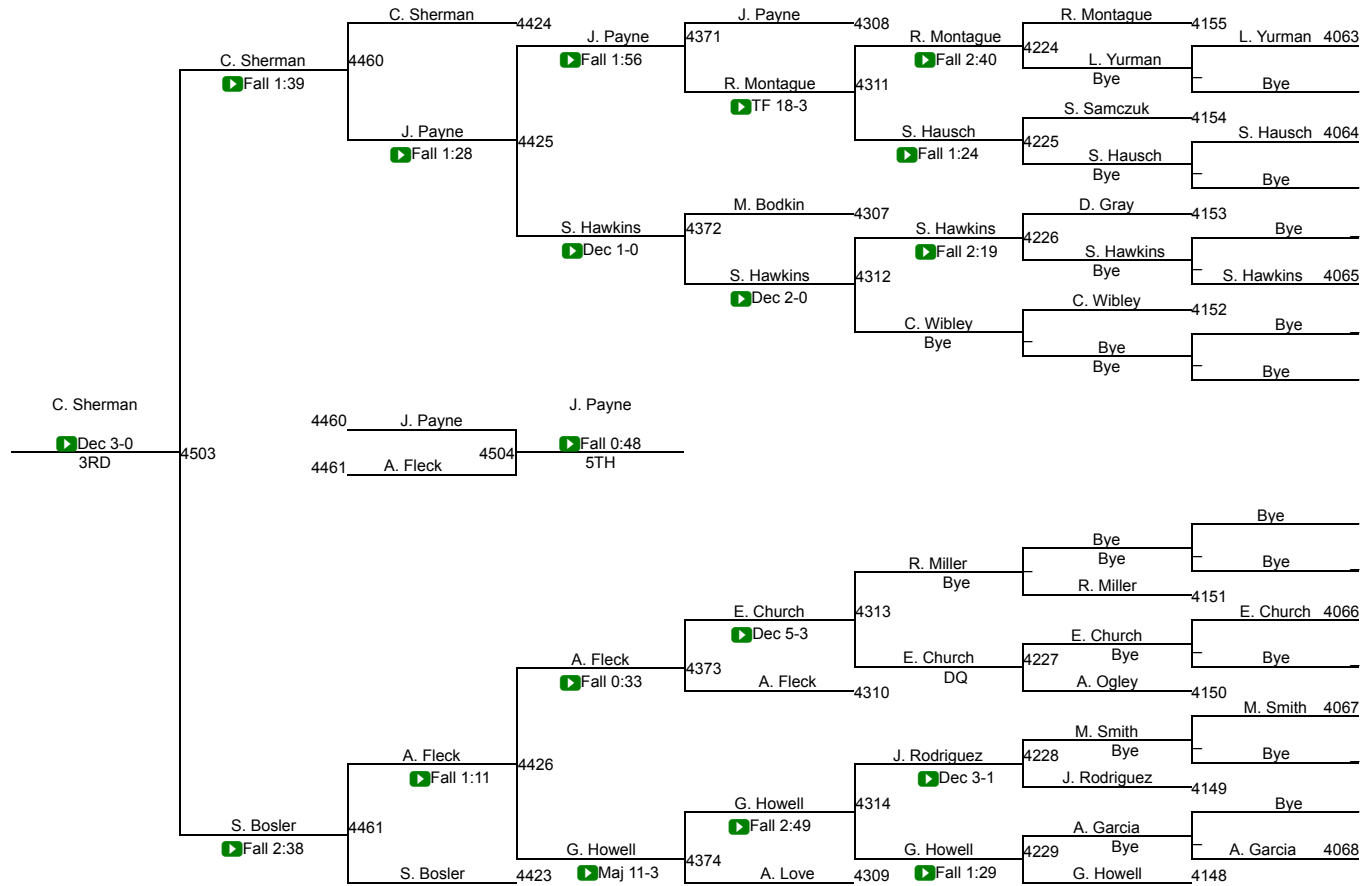 C. Sherman 4424 J. Payne 4308 R. Montague 4155
J. Payne 4371 R. Montague 4224 L. Yurman 4063
C. Sherman 4460 Fall 1:56 Fall 2:40 L. Yurman
Fall 1:39 R. Montague 4311 Bye Bye
TF 18-3 S. Samczuk 4154
J. Payne 4425 S. Hausch 4225 S. Hausch 4064
Fall 1:28 Fall 1:24 S. Hausch
Bye Bye
M. Bodkin 4307 D. Gray 4153
S. Hawkins 4372 S. Hawkins 4226 Bye
Dec 1-0 Fall 2:19 S. Hawkins
S. Hawkins 4312 Bye S. Hawkins 4065
Dec 2-0 C. Wibley 4152
C. Wibley Bye
Bye Bye
Bye Bye
C. Sherman J. Payne
4460 J. Payne
Dec 3-0 4503 4504 Fall 0:48
3RD 4461 A. Fleck 5TH
Bye
Bye
R. Miller Bye Bye
Bye R. Miller 4151
E. Church 4313 E. Church 4066
Dec 5-3 E. Church
A. Fleck 4373 E. Church 4227 Bye Bye
Fall 0:33 A. Fleck 4310 DQ A. Ogley 4150
M. Smith 4067
M. Smith
A. Fleck 4426 J. Rodriguez 4228 Bye Bye
Fall 1:11 Dec 3-1 J. Rodriguez 4149
G. Howell 4314 Bye
S. Bosler 4461 Fall 2:49 A. Garcia
Fall 2:38 G. Howell 4374 G. Howell 4229 Bye A. Garcia 4068
S. Bosler 4423 Maj 11-3 A. Love 4309 Fall 1:29 G. Howell 4148